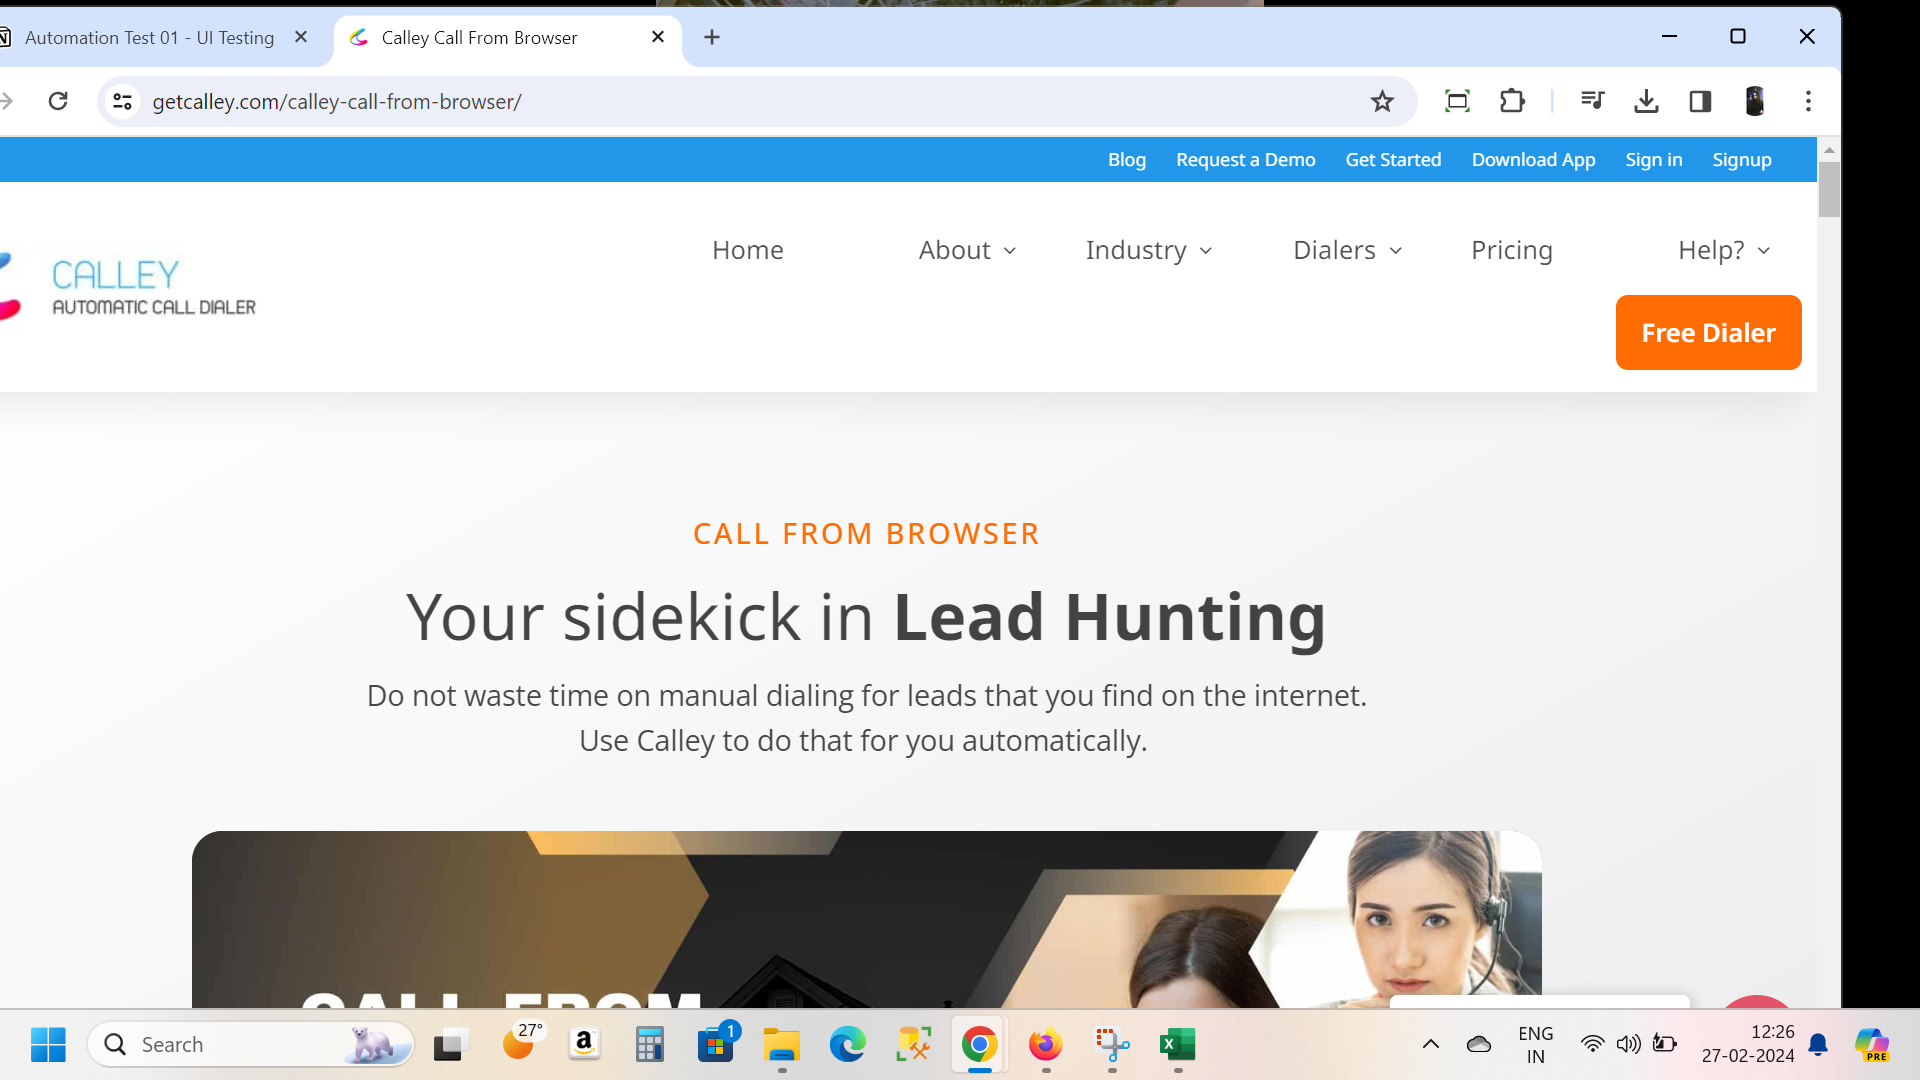 Automation Test 01 - UI Testing
Calley Call From Browser
getcalley.com/calley-call-from-browser/
Blog Request a Demo Get Started Download App Sign in Signup
Home About Industry Dialers Pricing Help?
CALLEY
AUTOMATIC CALL DIALER
Free Dialer
CALL FROM BROWSER
Your sidekick in Lead Hunting
Do not waste time on manual dialing for leads that you find on the internet.
Use Calley to do that for you automatically.
CALL FROM
Search
27°
1
ENG
IN
12:26
27-02-2024
PRE